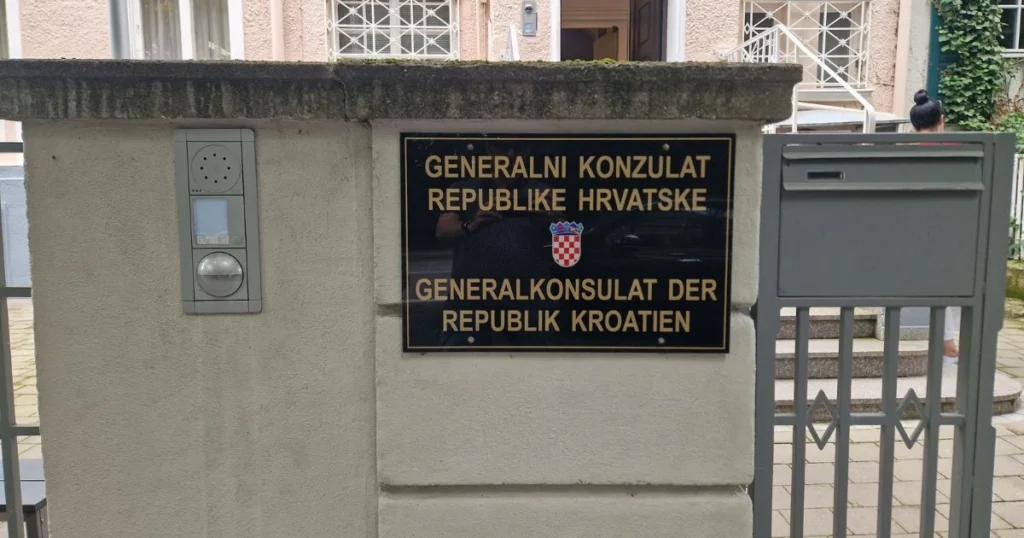 GENERALNI KONZULAT
REPUBLIKE HRVATSKE
GENERALKONSULAT DER
REPUBLIK KROATIEN